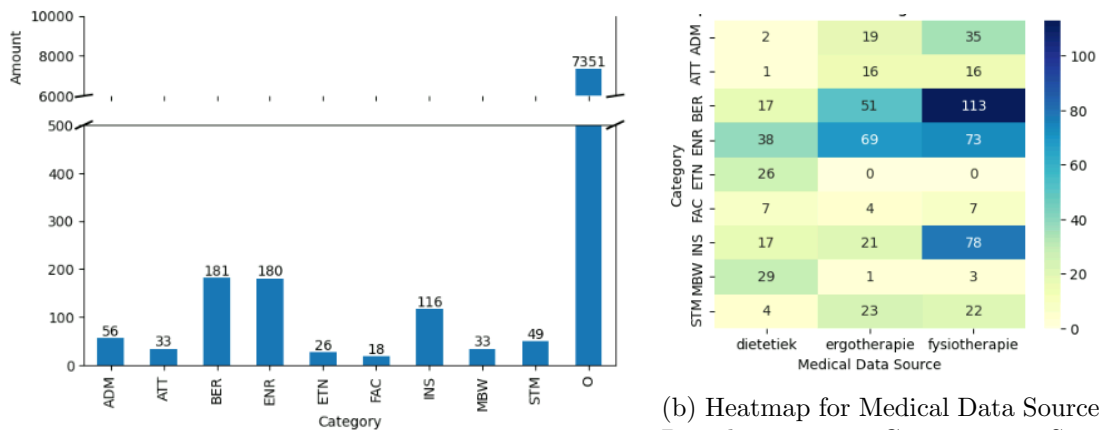 10000
8000
6000
Amount
7351
500
400
300
200
100
0
56
33
181
180
26
18
116
33
49
ADM
ATT
BER
ENR
ETN
FAC
INS
MBW
STM
O
Category
ADM
ATT
BER
ENR
ETN
FAC
INS
MBW
STM
Category
2 19 35
1 16 16
17 51 113
38 69 73
26 0 0
7 4 7
17 21 78
29 1 3
4 23 22
dietetiek ergotherapie fysiotherapie
Medical Data Source
100
80
60
40
20
0
(b) Heatmap for Medical Data Source